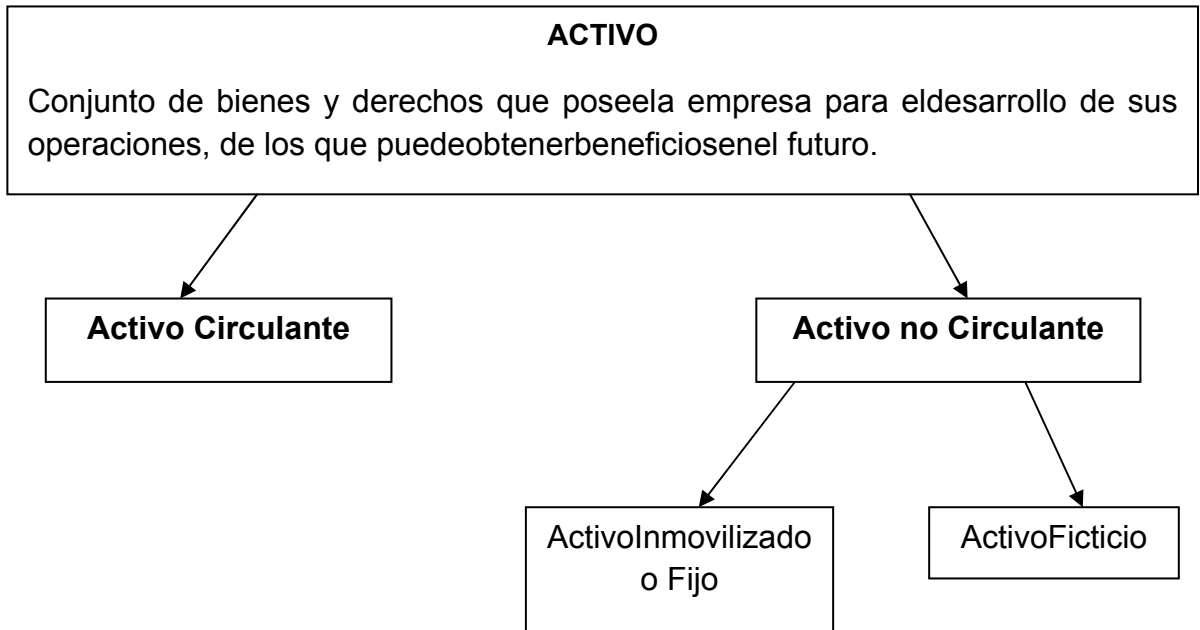 ACTIVO
Conjunto de bienes y derechos que poseela empresa para eldesarrollo de sus
operaciones, de los que puedeobtenerbeneficiosenel futuro.
Activo Circulante
Activo no Circulante
ActivoInmovilizado
o Fijo
ActivoFicticio